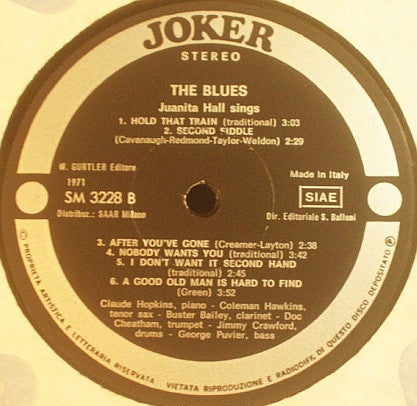 JOKER
STEREO
THE BLUES
Juanita Hall sings
1. HOLD THAT TRAIN (traditional) 3:03
2. SECOND FIDDLE
(Cavanaugh-Redmond-Taylor-Weldon) 2:29
W. GURTLER Editore
1971
SM 3228 B
Distribuz.: SAAR Milano
Made in Italy
SIAE
Dir. Editoriale S. Balloni
3. AFTER YOU'VE GONE (Creamer-Layton) 2:38
4. NOBODY WANTS YOU (traditional) 3:42
5. I DON'T WANT IT SECOND HAND
(traditional) 2:45
6. A GOOD OLD MAN IS HARD TO FIND
(Green) 3:52
Claude Hopkins, piano - Coleman Hawkins,
tenor sax - Buster Bailey, clarinet - Doc
Cheatham, trumpet - Jimmy Crawford,
drums - George Puvier, bass
© PROPRIETÀ ARTISTICA E LETTERARIA RISERVATA - VIETATA RIPRODUZIONE E RADIODIFF. DI QUESTO DISCO DEPOSITATO ℗